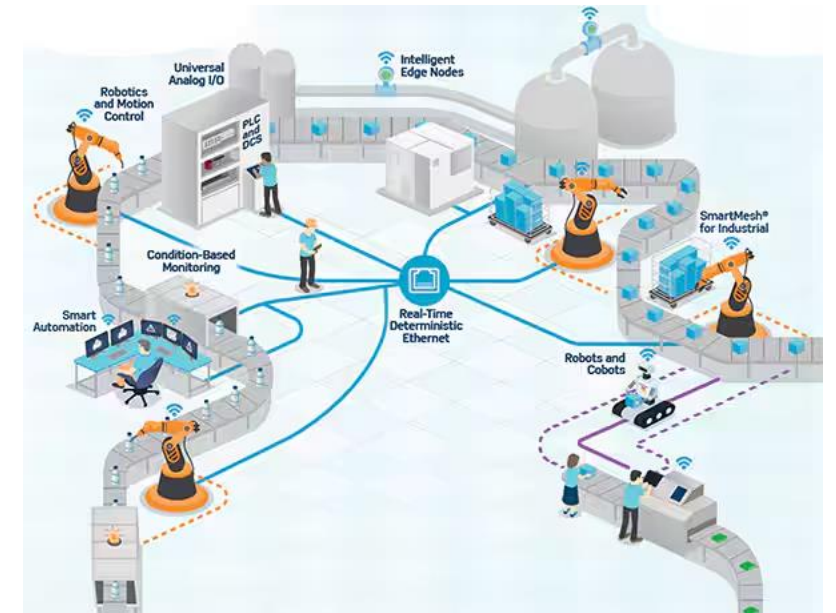 Universal
Analog I/O
Intelligent
Edge Nodes
Robotics
and Motion
Control
PLC
and
DCS
SmartMesh®
for Industrial
Condition-Based
Monitoring
Smart
Automation
Real-Time
Deterministic
Ethernet
Robots and
Cobots